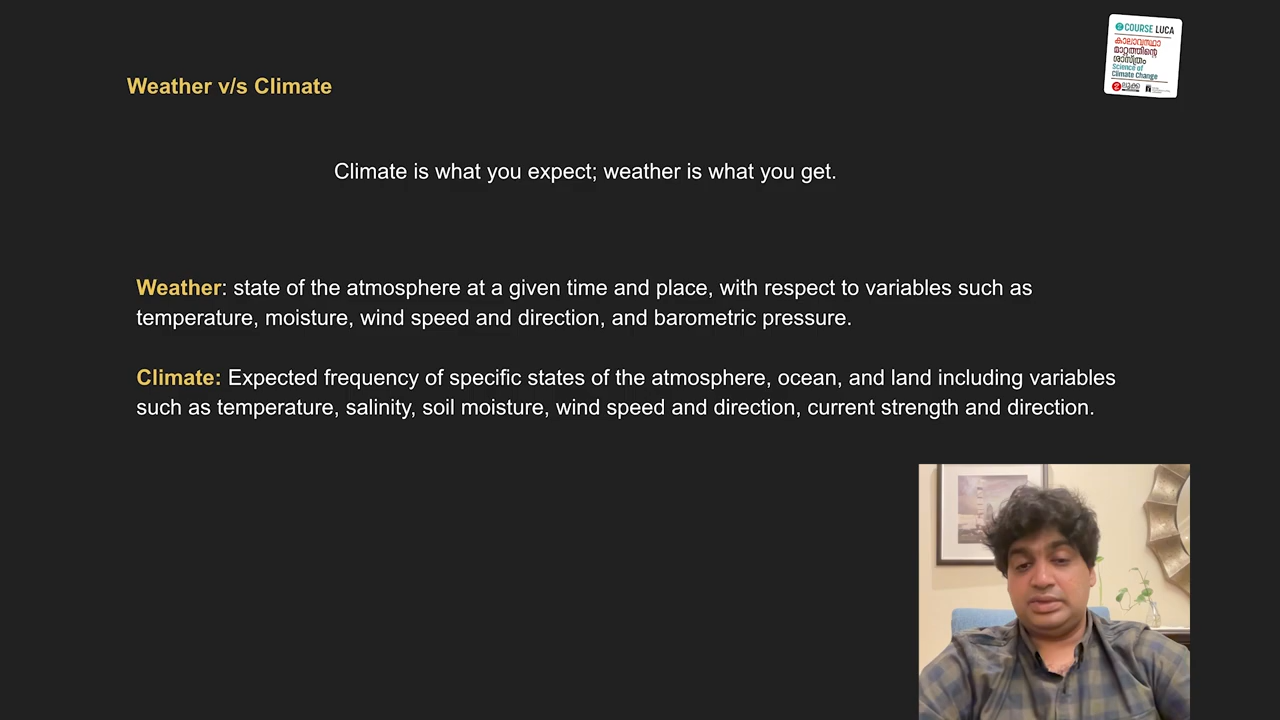 COURSE LUCA
കാലാവസ്ഥാ
മാറ്റത്തിന്റെ
ശാസ്ത്രം
Science of
Climate Change
ലൂക്ക
Weather v/s Climate
Climate is what you expect; weather is what you get.
Weather: state of the atmosphere at a given time and place, with respect to variables such as
temperature, moisture, wind speed and direction, and barometric pressure.
Climate: Expected frequency of specific states of the atmosphere, ocean, and land including variables
such as temperature, salinity, soil moisture, wind speed and direction, current strength and direction.